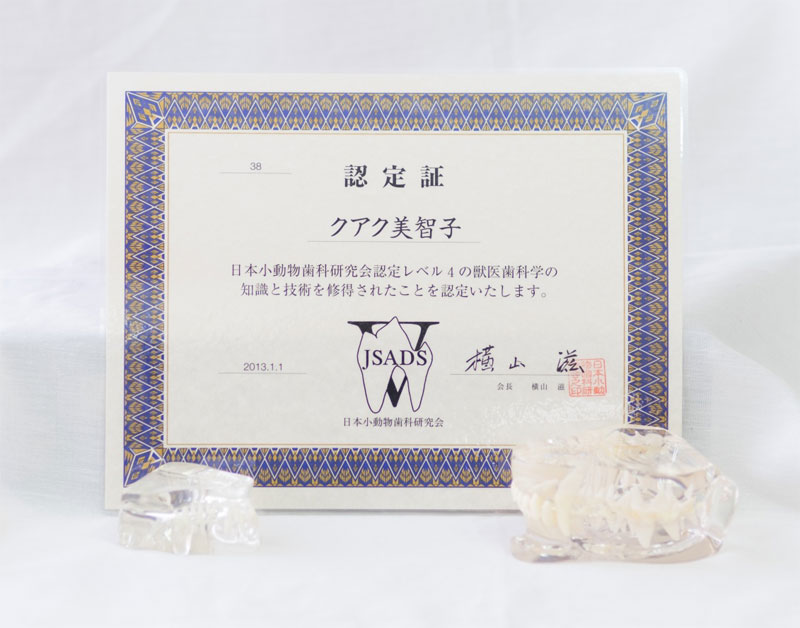 38
認定証
クアク美智子
日本小動物歯科研究会認定レベル4の獣医歯科学の
知識と技術を修得されたことを認定いたします。
2013.1.1
JSADS
横山 滋
会長 横山 滋
日本小動物歯科研究会